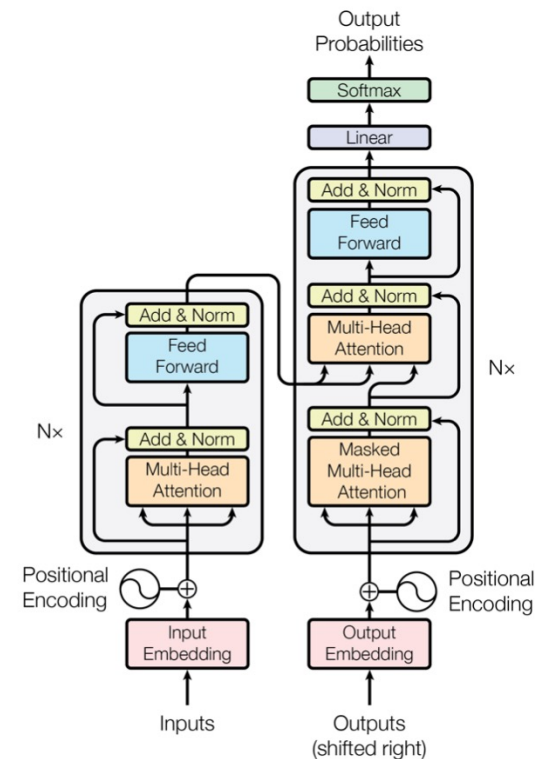 Output
Probabilities
Softmax
Linear
Add & Norm
Feed
Forward
Add & Norm
Multi-Head
Attention
Add & Norm
Masked
Multi-Head
Attention
Nx
Add & Norm
Feed
Forward
Add & Norm
Multi-Head
Attention
Nx
Positional
Encoding
Positional
Encoding
Input
Embedding
Output
Embedding
Inputs
Outputs
(shifted right)